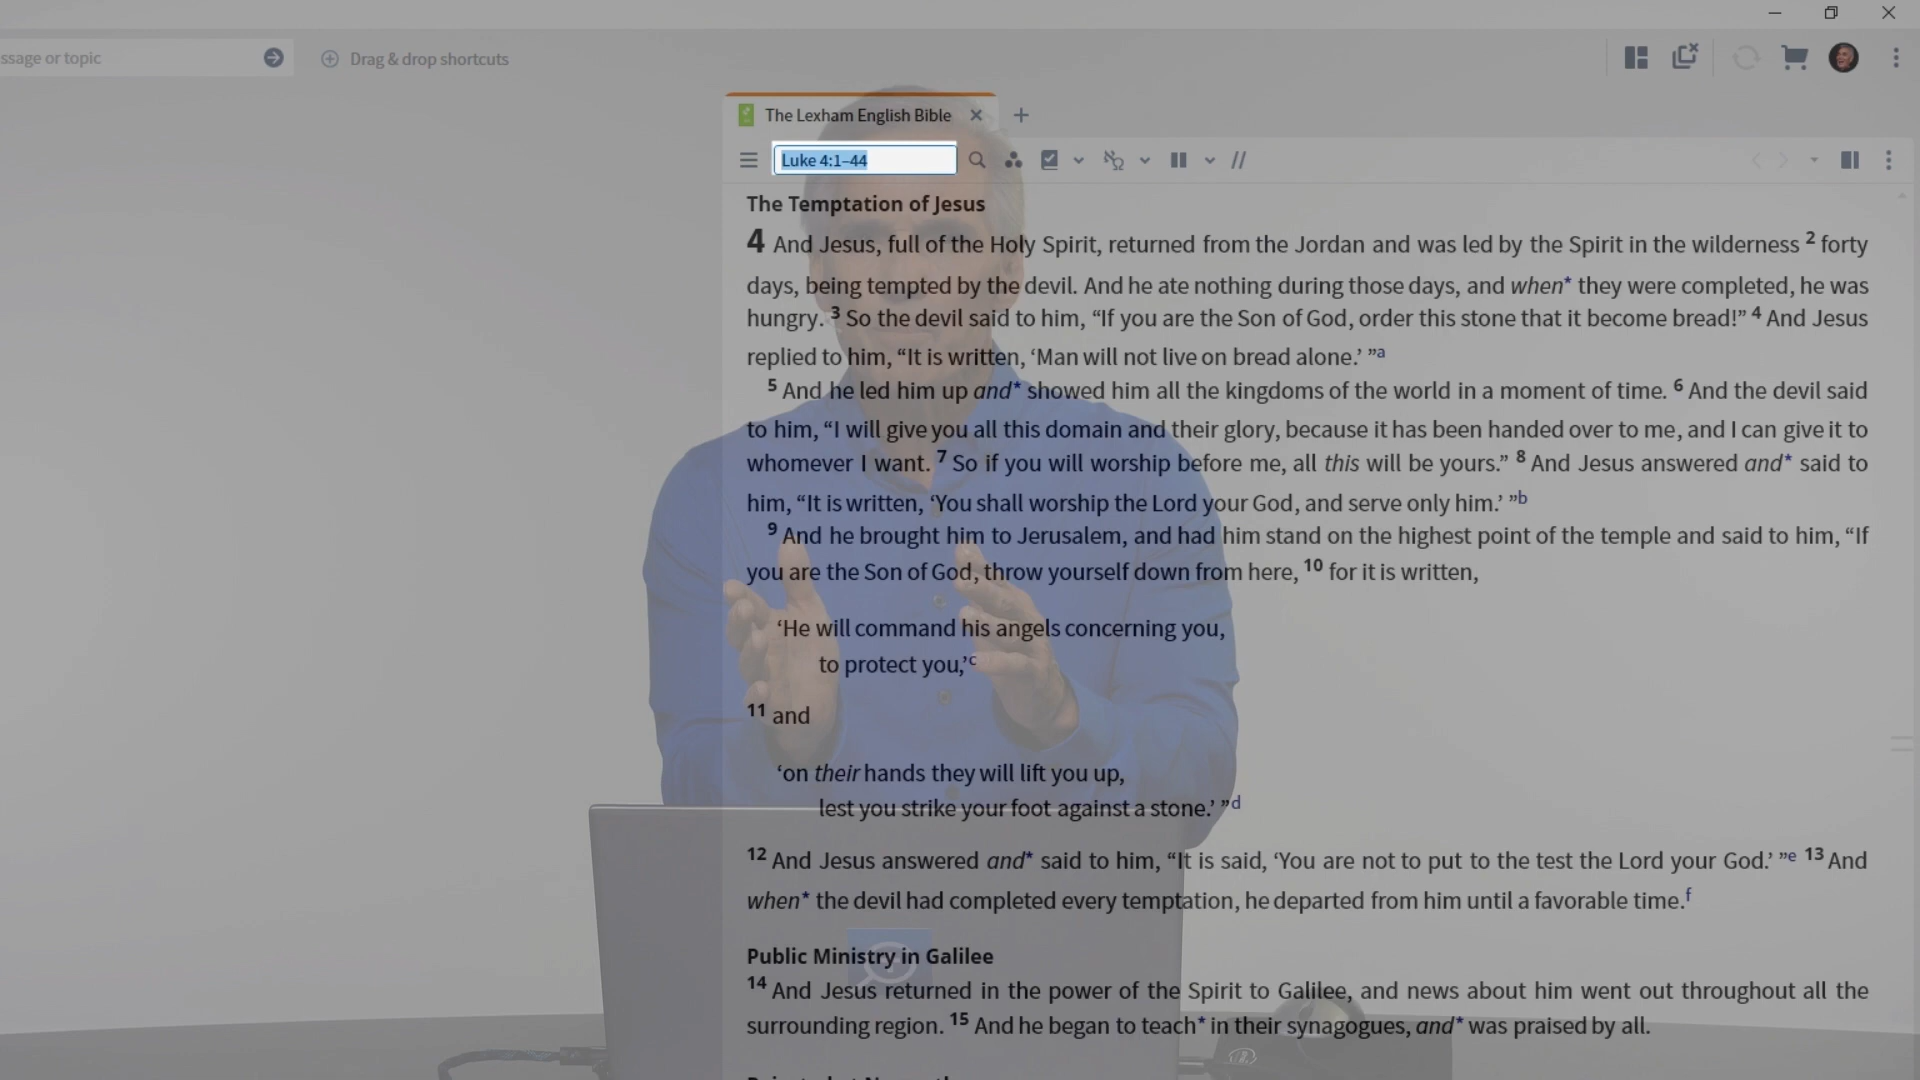 ssage or topic
Drag & drop shortcuts
The Lexham English Bible
Luke 4:1–44
The Temptation of Jesus
4 And Jesus, full of the Holy Spirit, returned from the Jordan and was led by the Spirit in the wilderness 2 forty
days, being tempted by the devil. And he ate nothing during those days, and when* they were completed, he was
hungry. 3 So the devil said to him, “If you are the Son of God, order this stone that it become bread!” 4 And Jesus
replied to him, “It is written, ‘Man will not live on bread alone.’ ”a
5 And he led him up and* showed him all the kingdoms of the world in a moment of time. 6 And the devil said
to him, “I will give you all this domain and their glory, because it has been handed over to me, and I can give it to
whomever I want. 7 So if you will worship before me, all this will be yours.” 8 And Jesus answered and* said to
him, “It is written, ‘You shall worship the Lord your God, and serve only him.’ ”b
9 And he brought him to Jerusalem, and had him stand on the highest point of the temple and said to him, “If
you are the Son of God, throw yourself down from here, 10 for it is written,
‘He will command his angels concerning you,
to protect you,’c
11 and
‘on their hands they will lift you up,
lest you strike your foot against a stone.’ ”d
12 And Jesus answered and* said to him, “It is said, ‘You are not to put to the test the Lord your God.’ ”e 13 And
when* the devil had completed every temptation, he departed from him until a favorable time.f
Public Ministry in Galilee
14 And Jesus returned in the power of the Spirit to Galilee, and news about him went out throughout all the
surrounding region. 15 And he began to teach* in their synagogues, and* was praised by all.